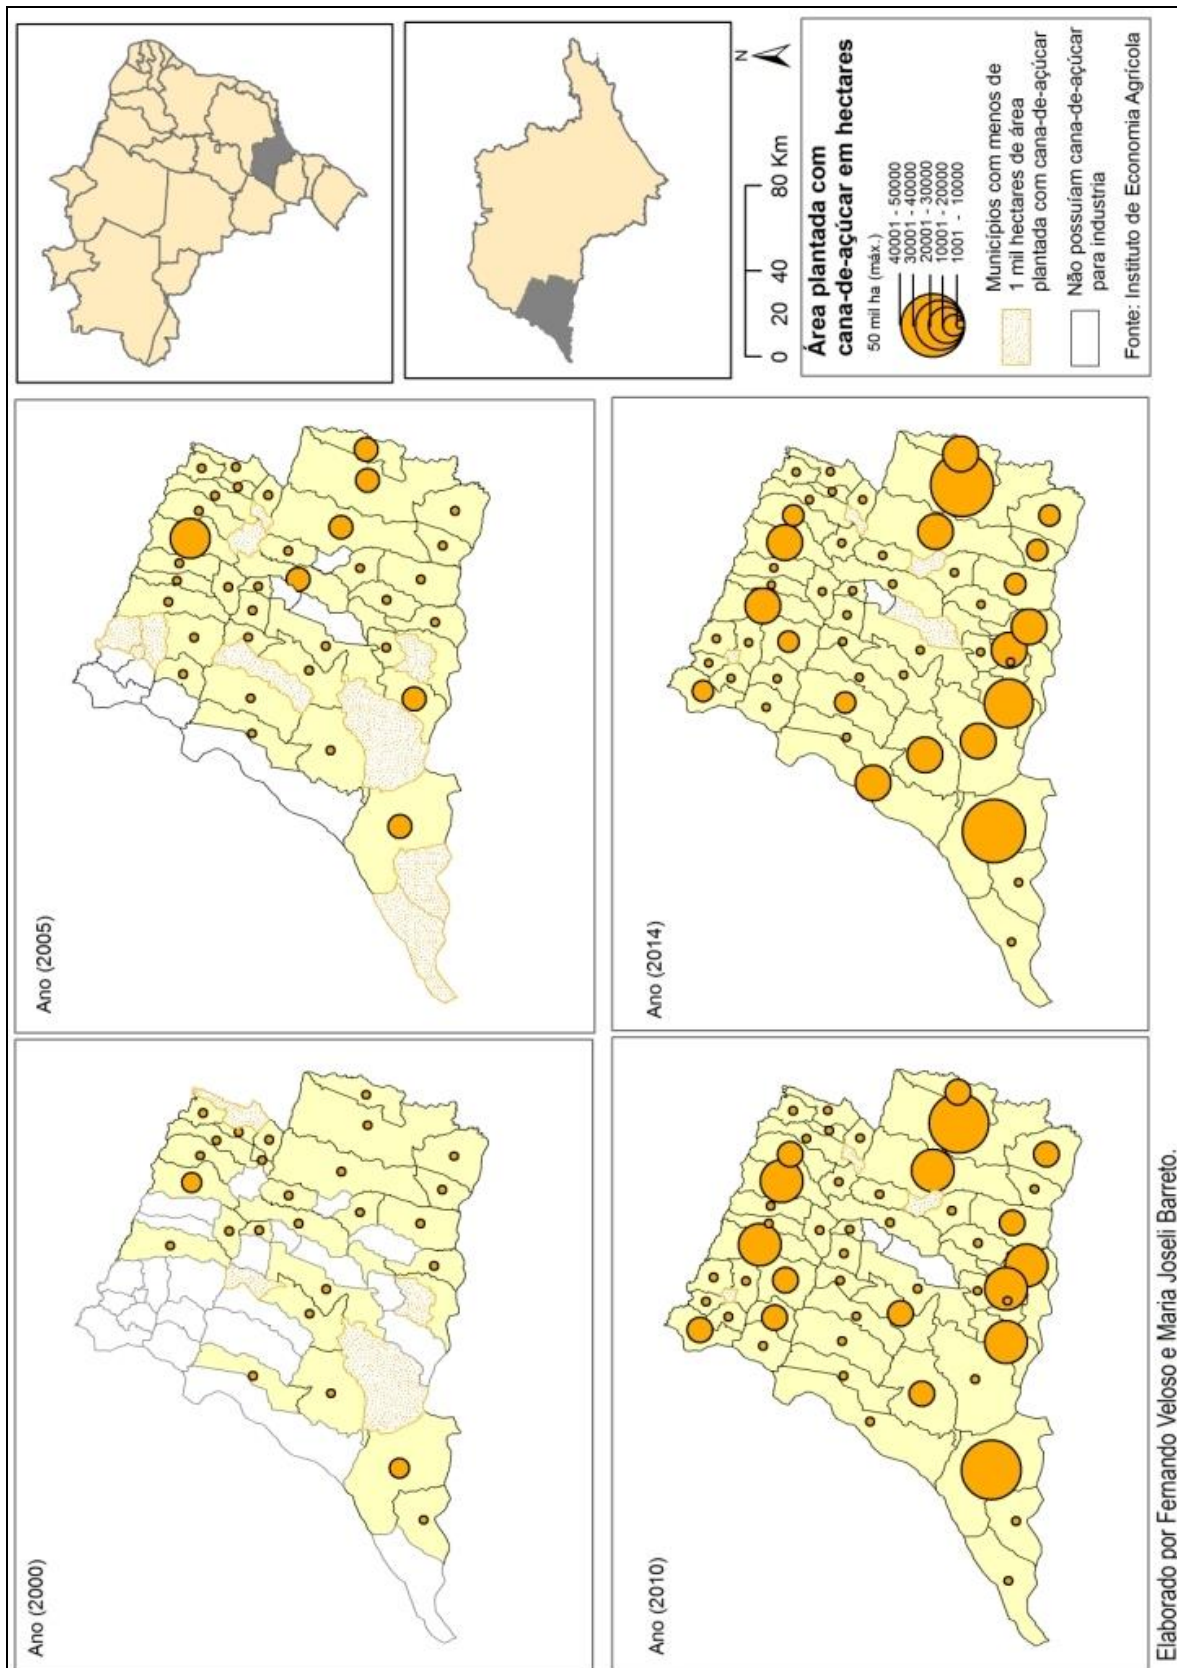 Ano (2000)
Ano (2005)
Ano (2010)
Ano (2014)
N
0 20 40 80 Km
Área plantada com
cana-de-açúcar em hectares
50 mil ha (máx.)
40001 - 50000
30001 - 40000
20001 - 30000
10001 - 20000
1001 - 10000
Municípios com menos de
1 mil hectares de área
plantada com cana-de-açúcar
Não possuíam cana-de-açúcar
para industria
Fonte: Instituto de Economia Agrícola
Elaborado por Fernando Veloso e Maria Joseli Barreto.